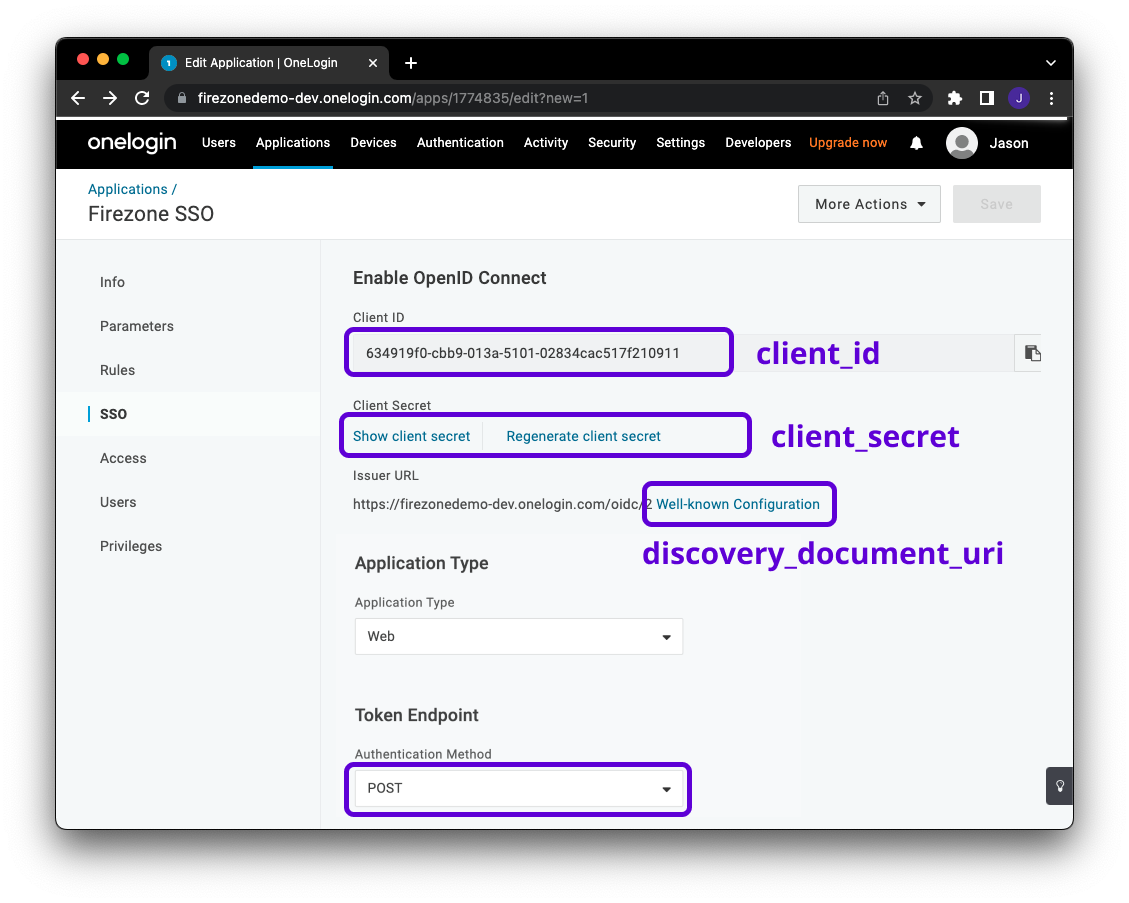 Edit Application | OneLogin
firezonedemo-dev.onelogin.com/apps/1774835/edit?new=1
J
onelogin Users Applications Devices Authentication Activity Security Settings Developers Upgrade now Jason
Applications /
Firezone SSO
More Actions
Save
Info
Parameters
Rules
SSO
Access
Users
Privileges
Enable OpenID Connect
Client ID
634919f0-cbb9-013a-5101-02834cac517f210911
client_id
Client Secret
Show client secret Regenerate client secret
client_secret
Issuer URL
https://firezonedemo-dev.onelogin.com/oidc/2 Well-known Configuration
discovery_document_uri
Application Type
Application Type
Web
Token Endpoint
Authentication Method
POST